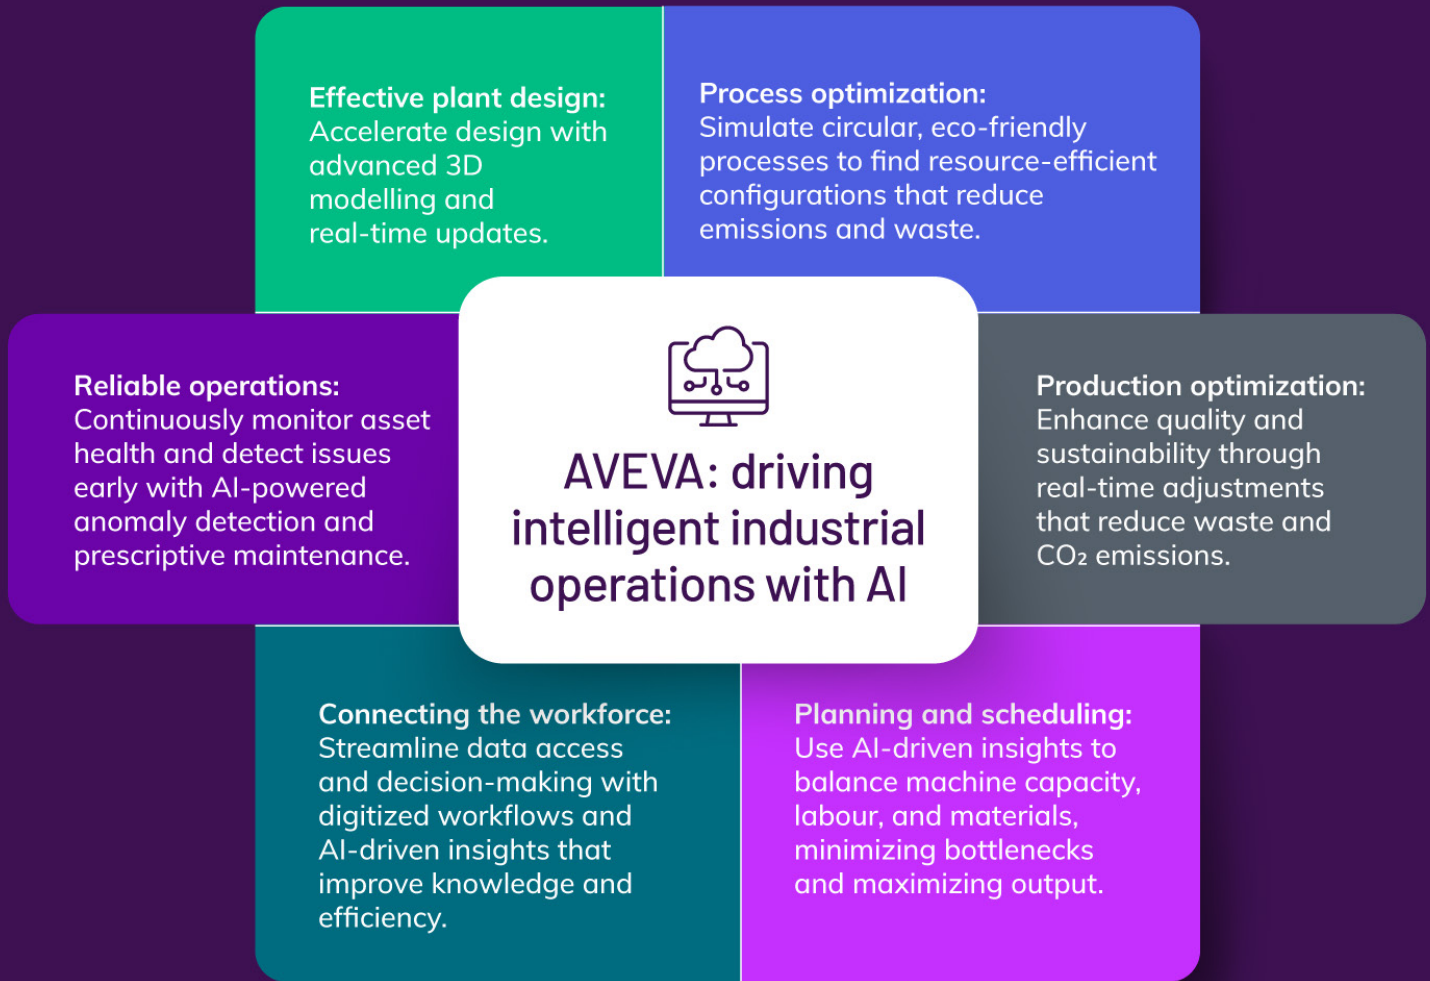 Effective plant design:
Accelerate design with
advanced 3D
modelling and
real-time updates.
Process optimization:
Simulate circular, eco-friendly
processes to find resource-efficient
configurations that reduce
emissions and waste.
Reliable operations:
Continuously monitor asset
health and detect issues
early with AI-powered
anomaly detection and
prescriptive maintenance.
AVEVA: driving
intelligent industrial
operations with AI
Production optimization:
Enhance quality and
sustainability through
real-time adjustments
that reduce waste and
CO₂ emissions.
Connecting the workforce:
Streamline data access
and decision-making with
digitized workflows and
AI-driven insights that
improve knowledge and
efficiency.
Planning and scheduling:
Use AI-driven insights to
balance machine capacity,
labour, and materials,
minimizing bottlenecks
and maximizing output.